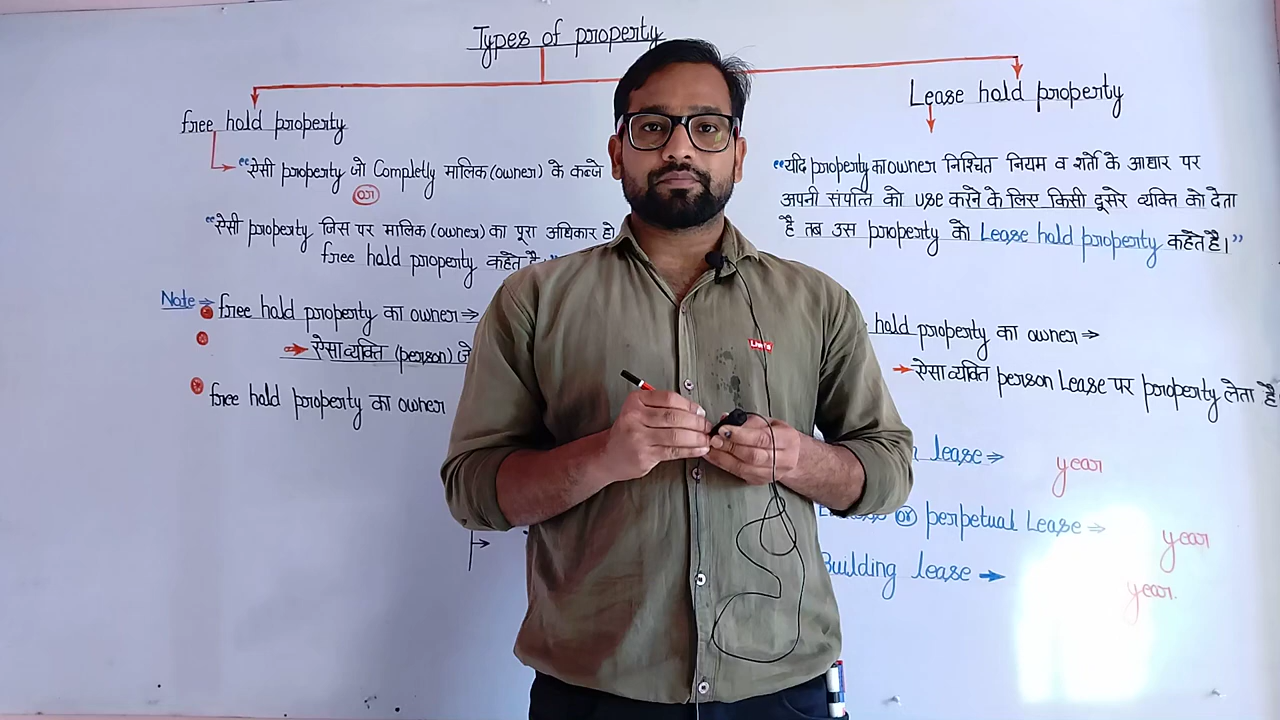 Types of property
free hold property
Lease hold property
“ऐसी property जो Completly मालिक (owner) के कब्जे
or
“ऐसी property जिस पर मालिक (owner) का पूरा अधिकार हो
free hold property कहते है
Note ⇒ free hold property का owner ⇒
→ ऐसा व्यक्ति (person) जो
free hold property का owner
“यदि property का owner निश्चित नियम व शर्तो के आधार पर
अपनी संपत्ति को use करने के लिए किसी दूसरे व्यक्ति को देता
है तब उस property को Lease hold property कहते है।”
hold property का owner ⇒
→ ऐसा व्यक्ति person Lease पर property लेता है
lease ⇒ year
or perpetual Lease ⇒ year
Building lease → year.
Levi's